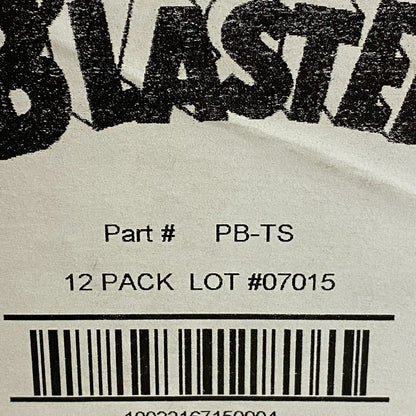 BLASTE
Part # PB-TS
12 PACK LOT #07015